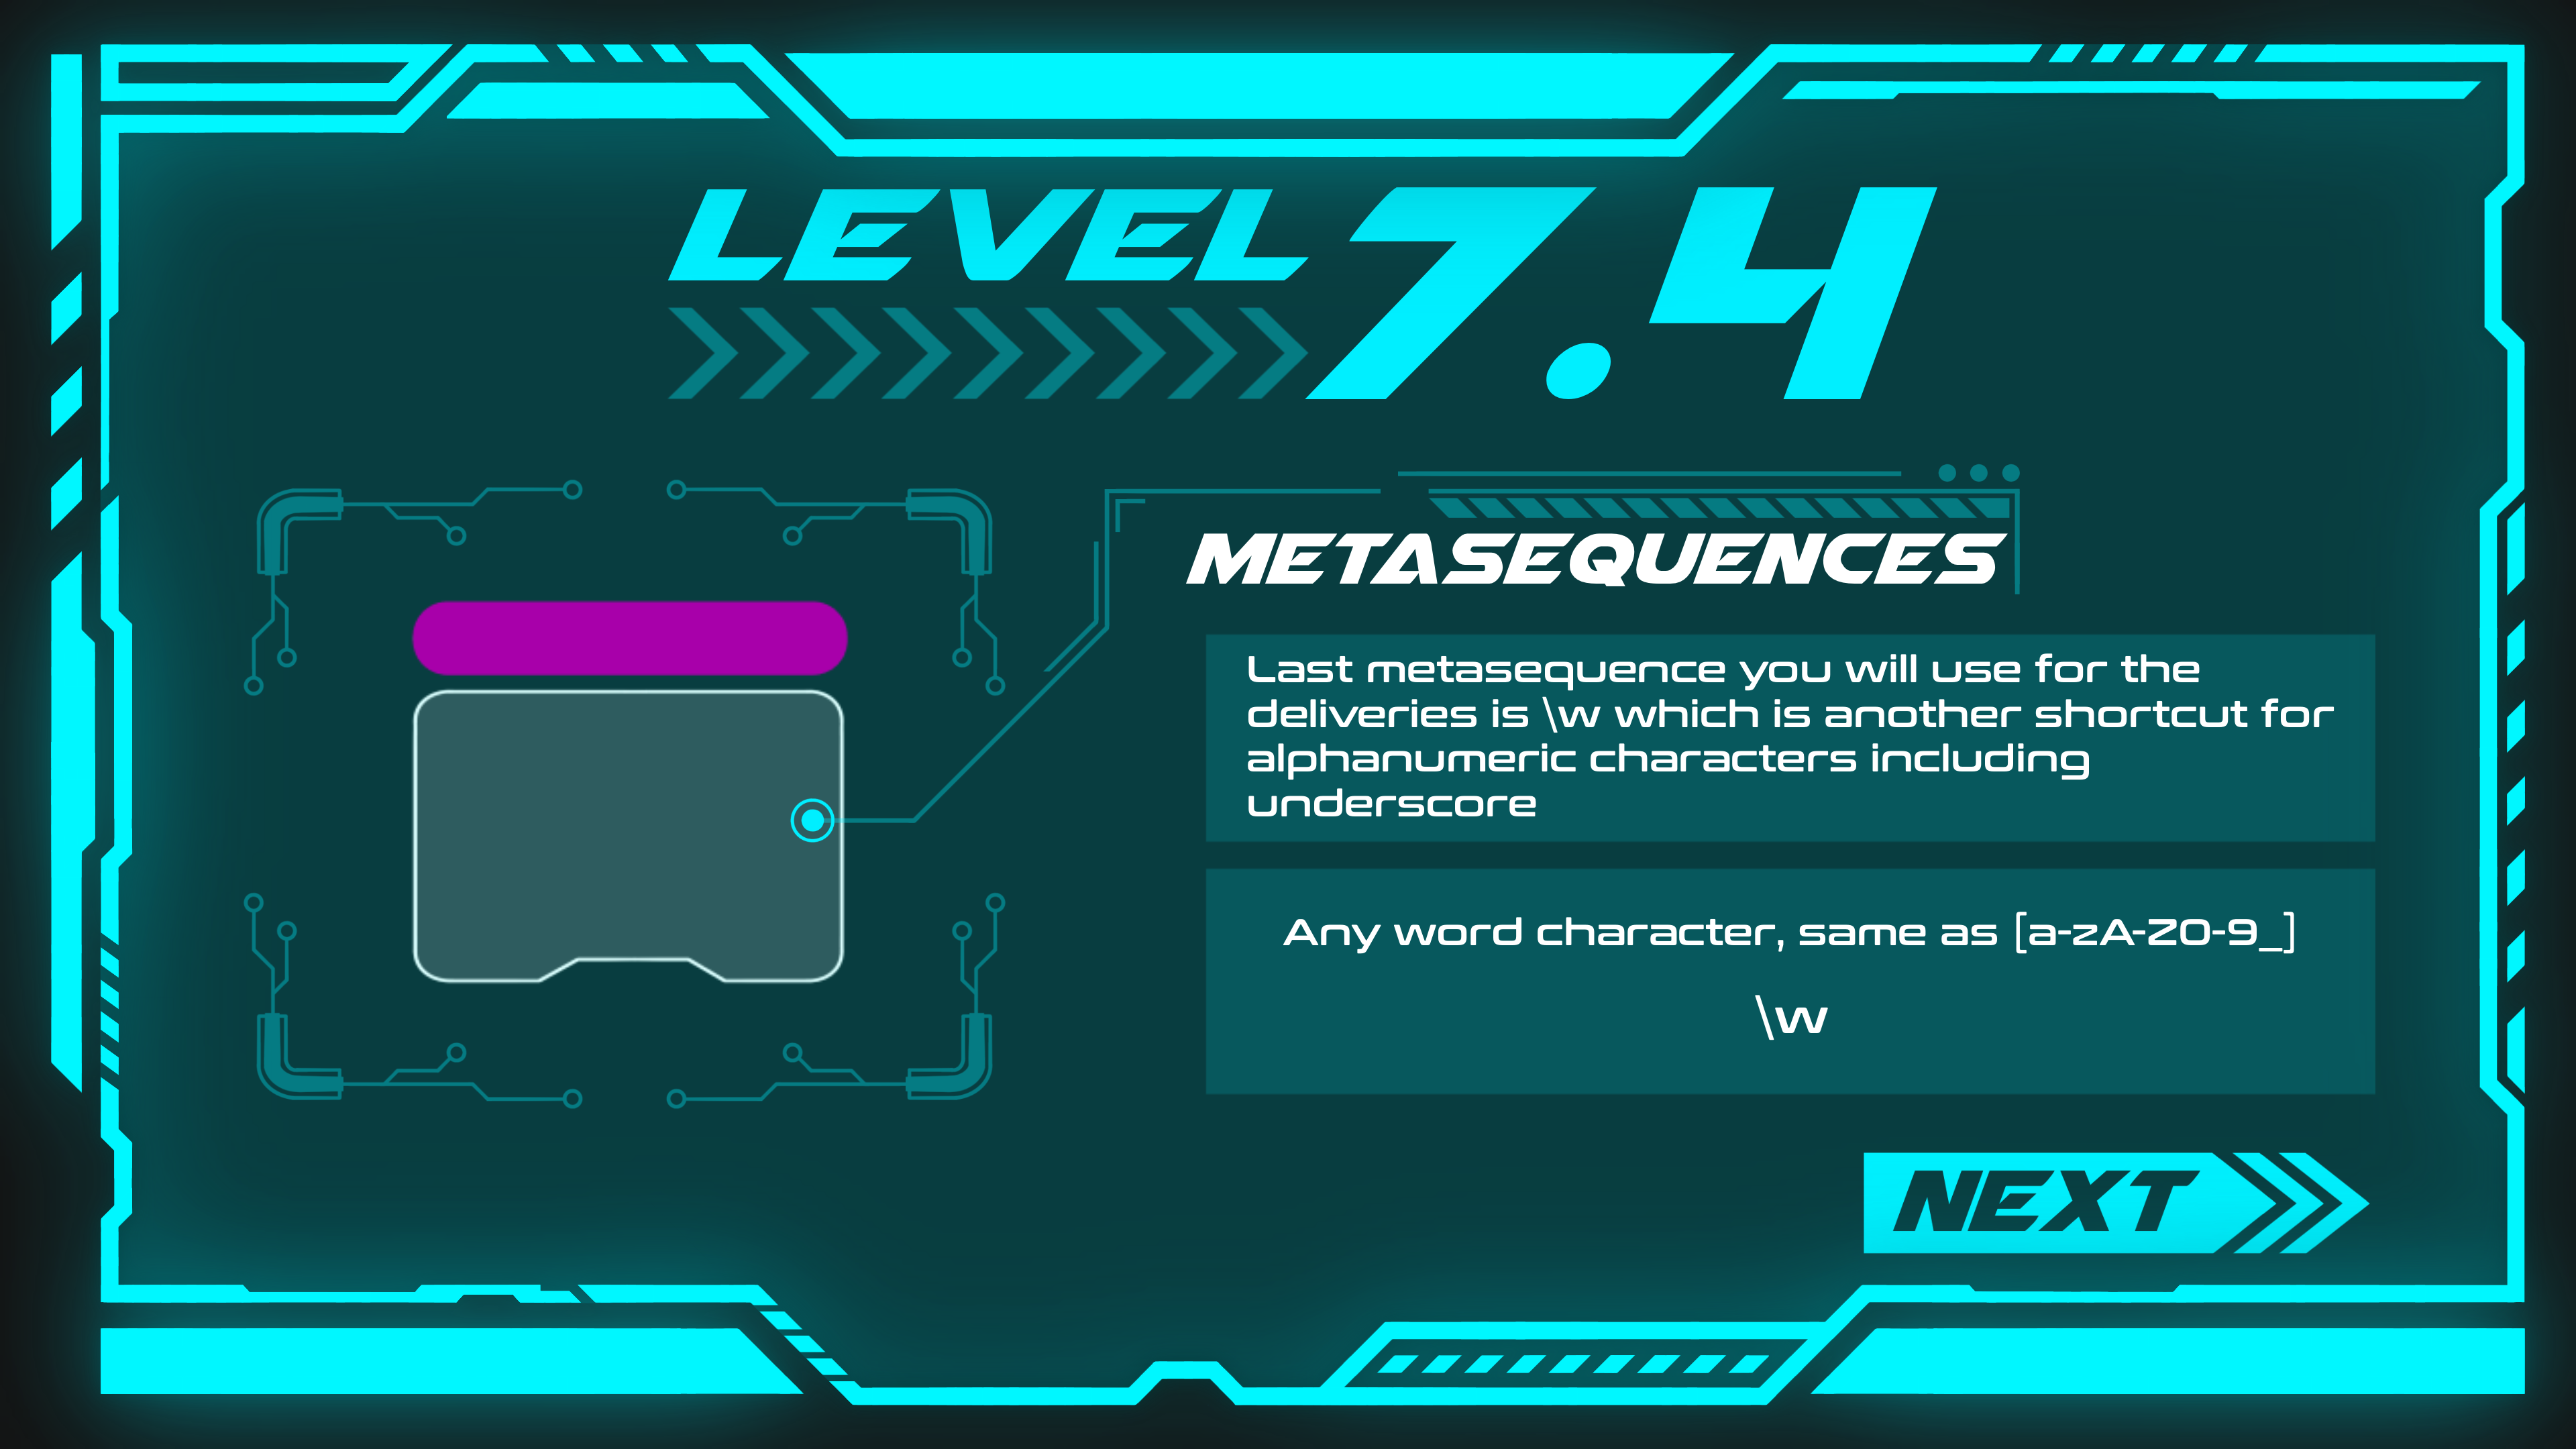 LEVEL 7.4
METASEQUENCES
Last metasequence you will use for the
deliveries is \w which is another shortcut for
alphanumeric characters including
underscore
Any word character, same as [a-zA-Z0-9_]
\w
NEXT